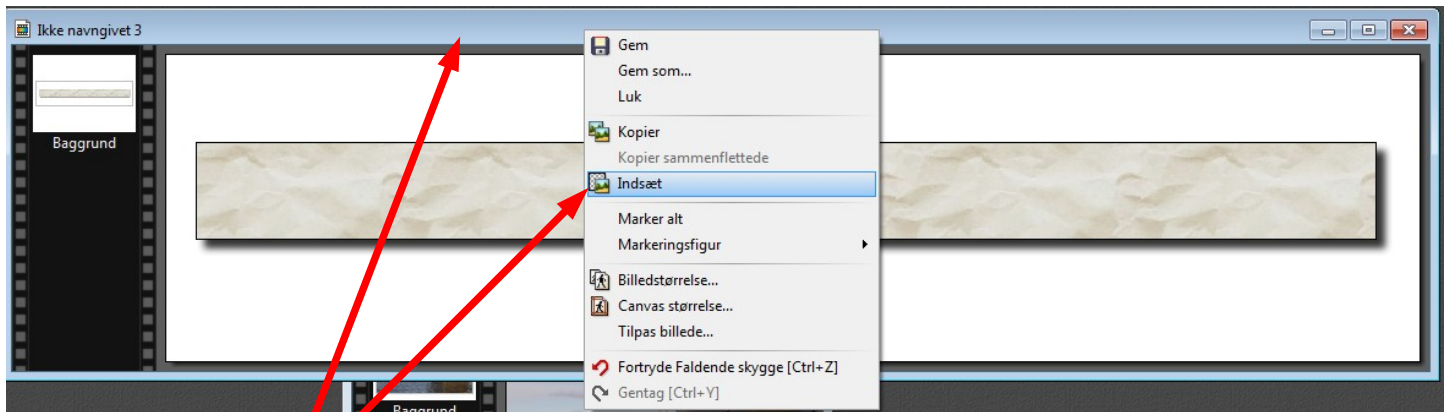 Ikke navngivet 3
Baggrund
Gem
Gem som...
Luk
Kopier
Kopier sammenflettede
Indsæt
Marker alt
Markeringsfigur
Billedstørrelse...
Canvas størrelse...
Tilpas billede...
Fortryde Faldende skygge [Ctrl+Z]
Gentag [Ctrl+Y]
Baggrund